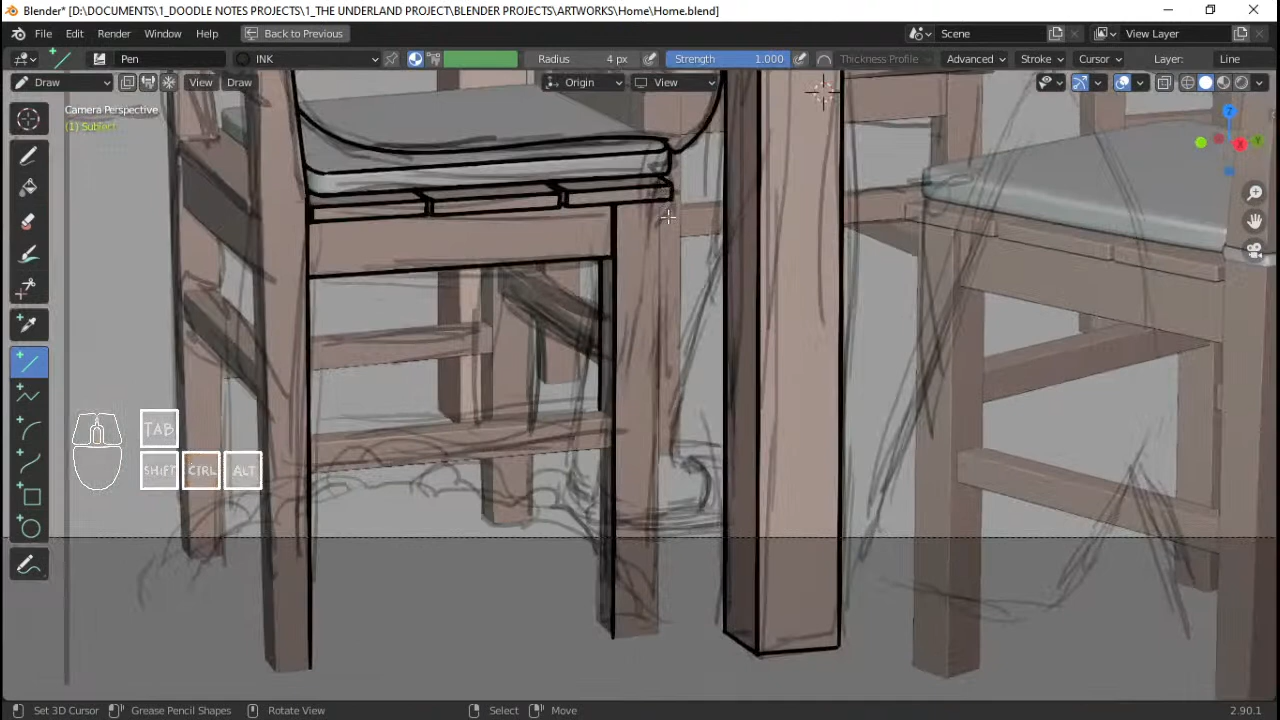 Blender* [D:\DOCUMENTS\1_DOODLE NOTES PROJECTS\1_THE UNDERLAND PROJECT\BLENDER PROJECTS\ARTWORKS\Home\Home.blend]
File Edit Render Window Help Back to Previous Scene View Layer
Pen INK Radius 4 px Strength 1.000 Thickness Profile Advanced Stroke Cursor Layer: Line
Draw View Draw Origin View
Camera Perspective
(1) Subject
Z
Y
X
TAB
SHIFT CTRL ALT
Set 3D Cursor Grease Pencil Shapes Rotate View Select Move 2.90.1